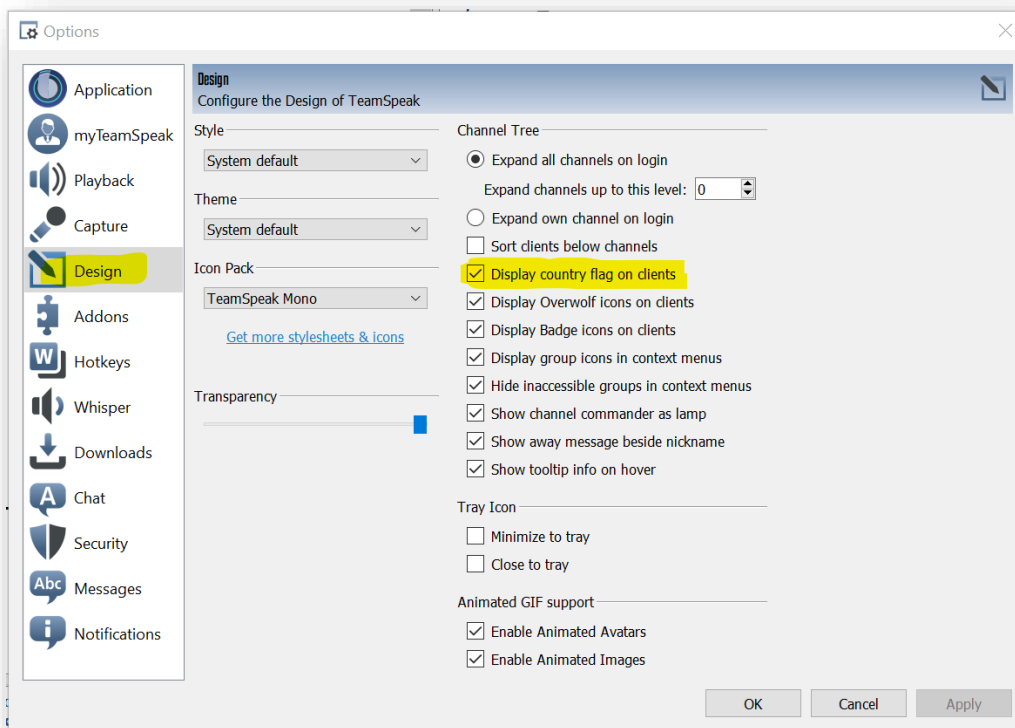 Options
Application
myTeamSpeak
Playback
Capture
Design
Addons
W
Hotkeys
Whisper
Downloads
A
Chat
Security
Abc
Messages
i
Notifications
Design
Configure the Design of TeamSpeak
Style
System default
Theme
System default
Icon Pack
TeamSpeak Mono
Get more stylesheets & icons
Transparency
Channel Tree
Expand all channels on login
Expand channels up to this level: 0
Expand own channel on login
Sort clients below channels
Display country flag on clients
Display Overwolf icons on clients
Display Badge icons on clients
Display group icons in context menus
Hide inaccessible groups in context menus
Show channel commander as lamp
Show away message beside nickname
Show tooltip info on hover
Tray Icon
Minimize to tray
Close to tray
Animated GIF support
Enable Animated Avatars
Enable Animated Images
OK
Cancel
Apply